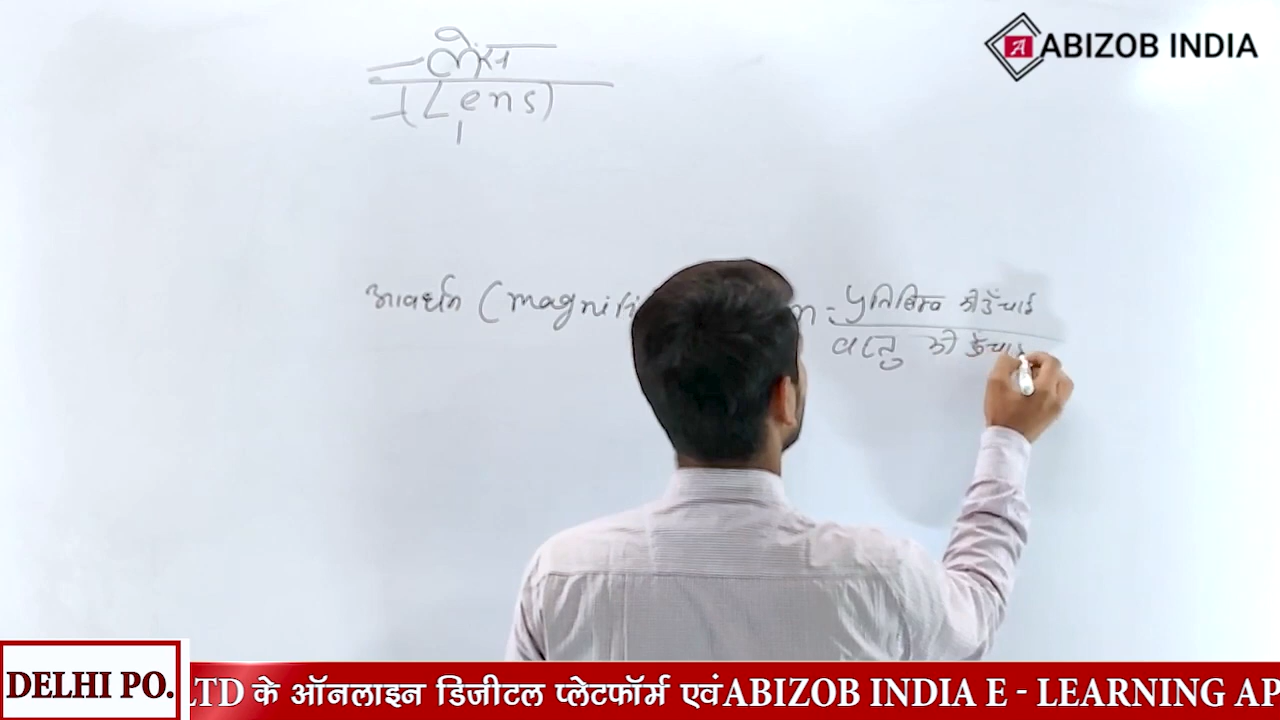 लेंस
(Lens)
ABIZOB INDIA
आवर्धन (magnifi
m = प्रतिबिम्ब की ऊँचाई
वस्तु की ऊँचाई
DELHI PO.
LTD के ऑनलाइन डिजीटल प्लेटफॉर्म एवं ABIZOB INDIA E - LEARNING AP